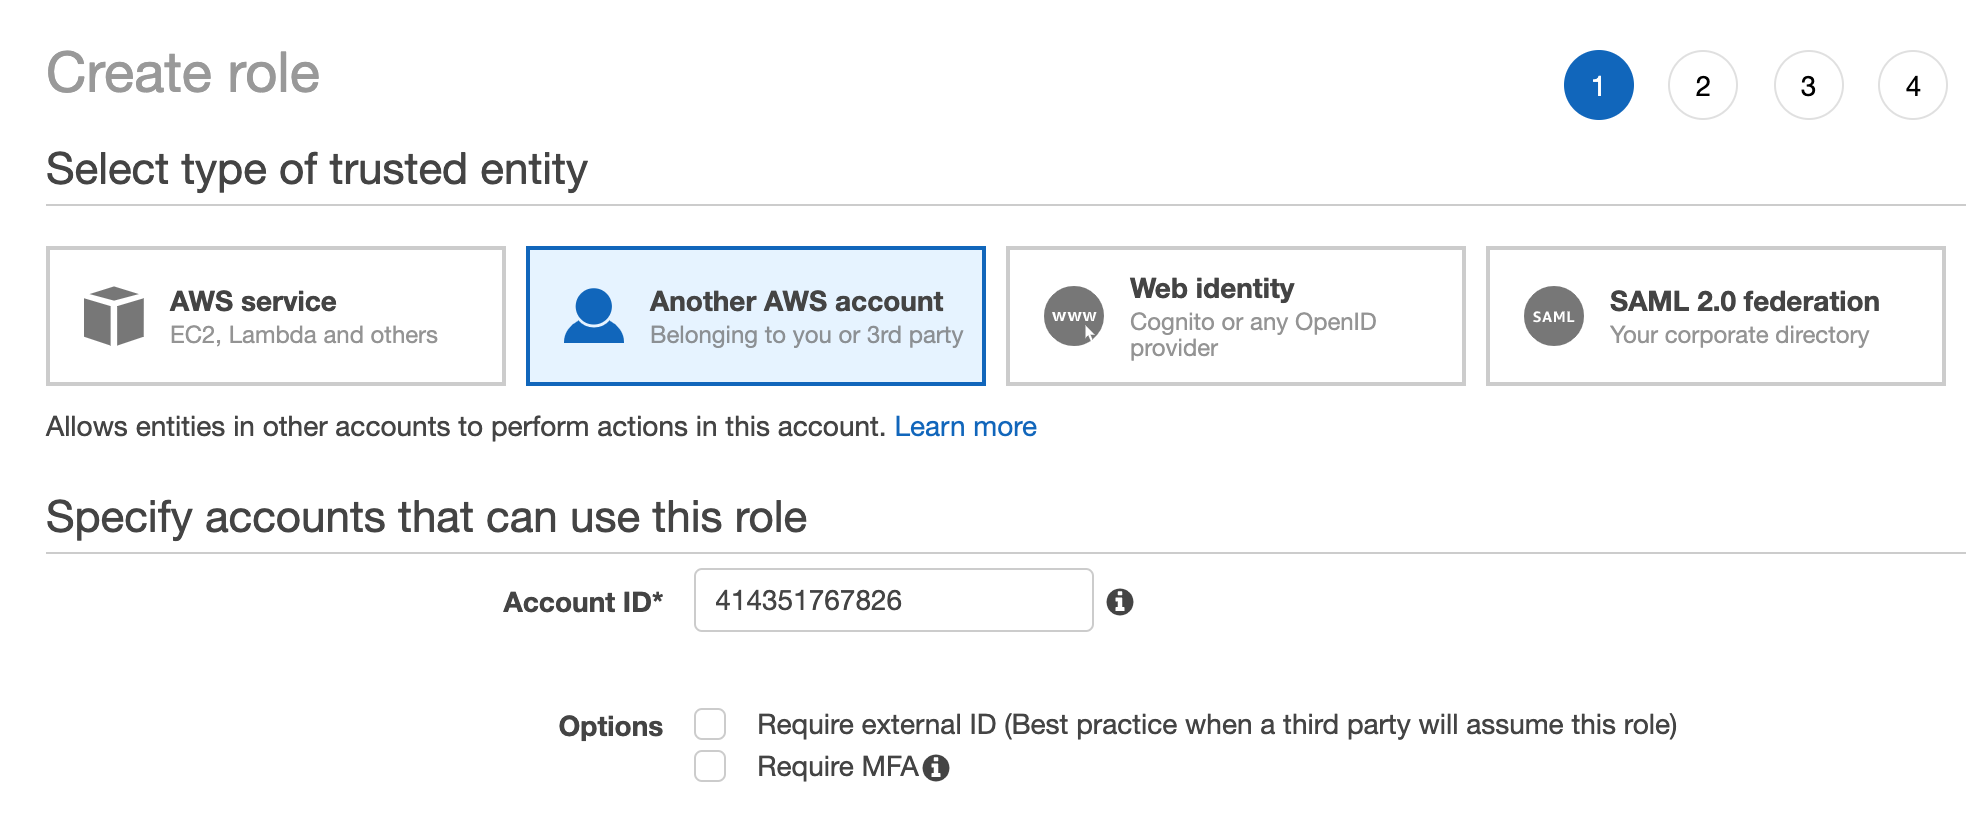 Create role
1 2 3 4
Select type of trusted entity
AWS service
EC2, Lambda and others
Another AWS account
Belonging to you or 3rd party
www
Web identity
Cognito or any OpenID
provider
SAML
SAML 2.0 federation
Your corporate directory
Allows entities in other accounts to perform actions in this account. Learn more
Specify accounts that can use this role
Account ID* 414351767826
Options Require external ID (Best practice when a third party will assume this role)
Require MFA